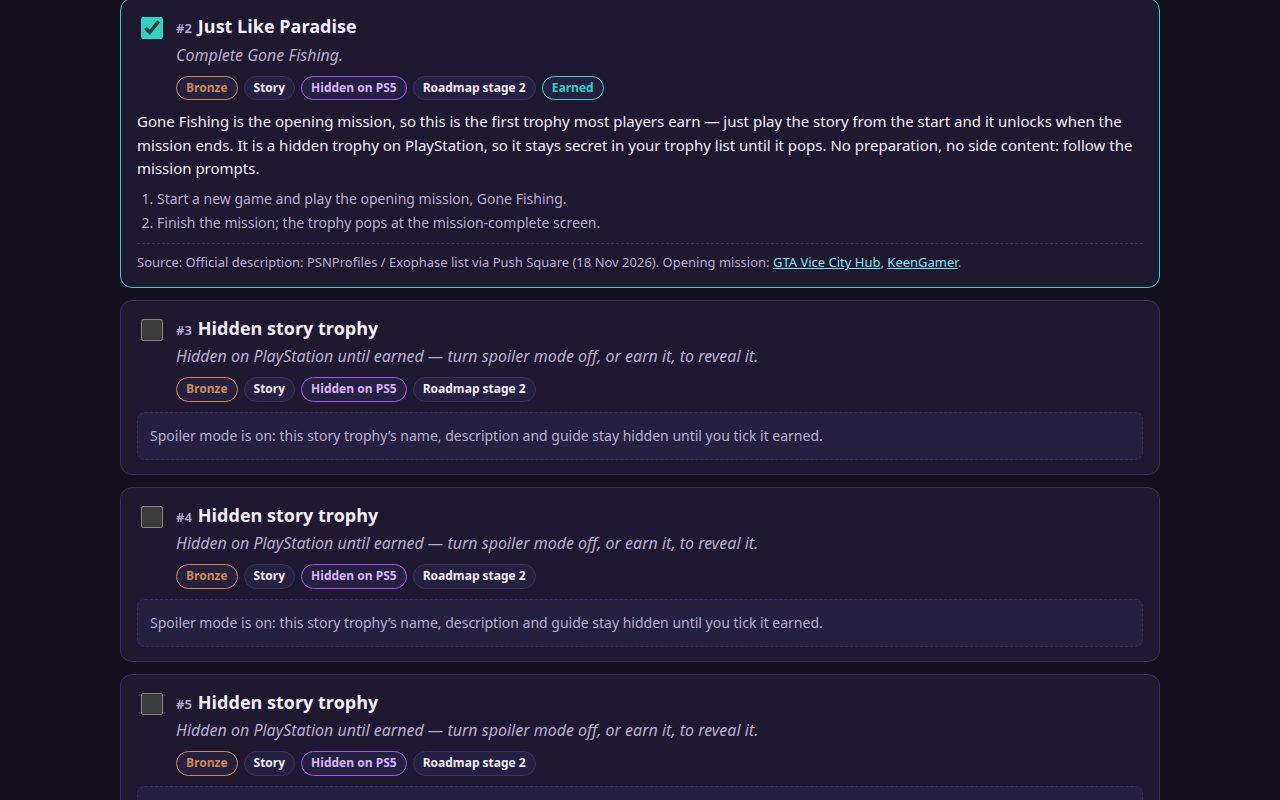 #2 Just Like Paradise
Complete Gone Fishing.
Bronze Story Hidden on PS5 Roadmap stage 2 Earned
Gone Fishing is the opening mission, so this is the first trophy most players earn — just play the story from the start and it unlocks when the
mission ends. It is a hidden trophy on PlayStation, so it stays secret in your trophy list until it pops. No preparation, no side content: follow the
mission prompts.
1. Start a new game and play the opening mission, Gone Fishing.
2. Finish the mission; the trophy pops at the mission-complete screen.
Source: Official description: PSNProfiles / Exophase list via Push Square (18 Nov 2026). Opening mission: GTA Vice City Hub, KeenGamer.
#3 Hidden story trophy
Hidden on PlayStation until earned — turn spoiler mode off, or earn it, to reveal it.
Bronze Story Hidden on PS5 Roadmap stage 2
Spoiler mode is on: this story trophy’s name, description and guide stay hidden until you tick it earned.
#4 Hidden story trophy
Hidden on PlayStation until earned — turn spoiler mode off, or earn it, to reveal it.
Bronze Story Hidden on PS5 Roadmap stage 2
Spoiler mode is on: this story trophy’s name, description and guide stay hidden until you tick it earned.
#5 Hidden story trophy
Hidden on PlayStation until earned — turn spoiler mode off, or earn it, to reveal it.
Bronze Story Hidden on PS5 Roadmap stage 2